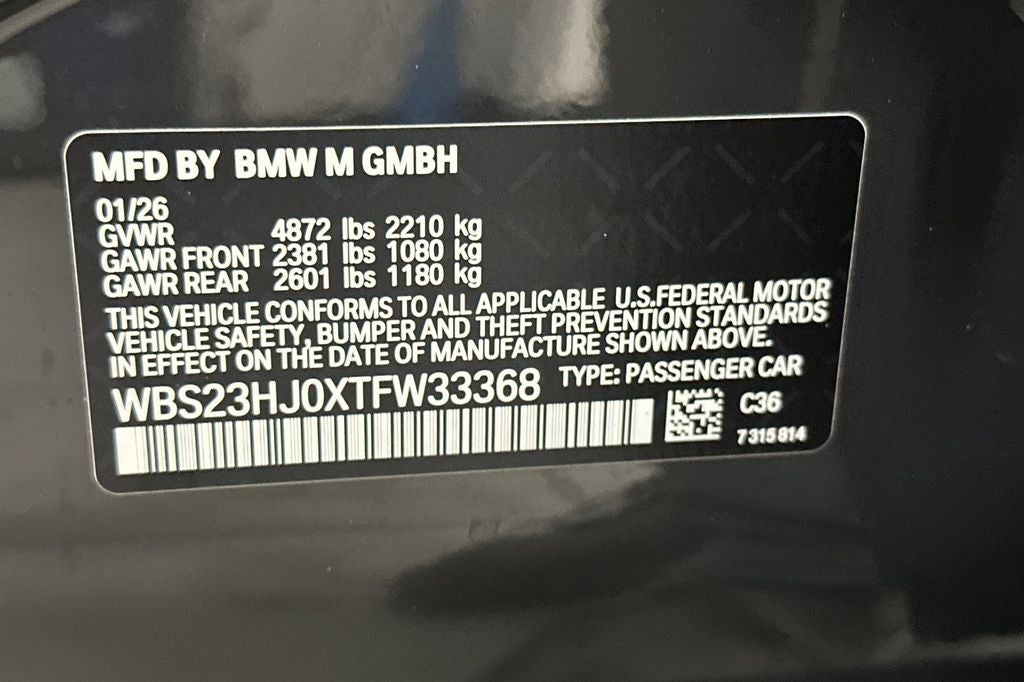 MFD BY BMW M GMBH
01/26
GVWR 4872 lbs 2210 kg
GAWR FRONT 2381 lbs 1080 kg
GAWR REAR 2601 lbs 1180 kg
THIS VEHICLE CONFORMS TO ALL APPLICABLE U.S.FEDERAL MOTOR
VEHICLE SAFETY, BUMPER AND THEFT PREVENTION STANDARDS
IN EFFECT ON THE DATE OF MANUFACTURE SHOWN ABOVE.
WBS23HJ0XTFW33368 TYPE: PASSENGER CAR
C36
7315814